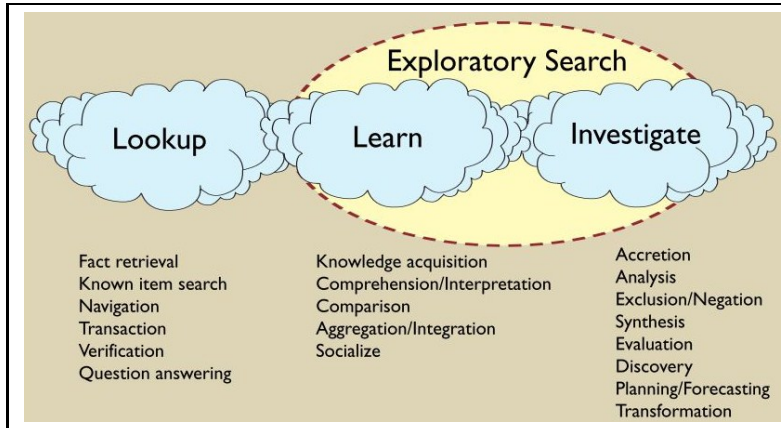 Exploratory Search
Lookup
Learn
Investigate
Fact retrieval
Known item search
Navigation
Transaction
Verification
Question answering
Knowledge acquisition
Comprehension/Interpretation
Comparison
Aggregation/Integration
Socialize
Accretion
Analysis
Exclusion/Negation
Synthesis
Evaluation
Discovery
Planning/Forecasting
Transformation